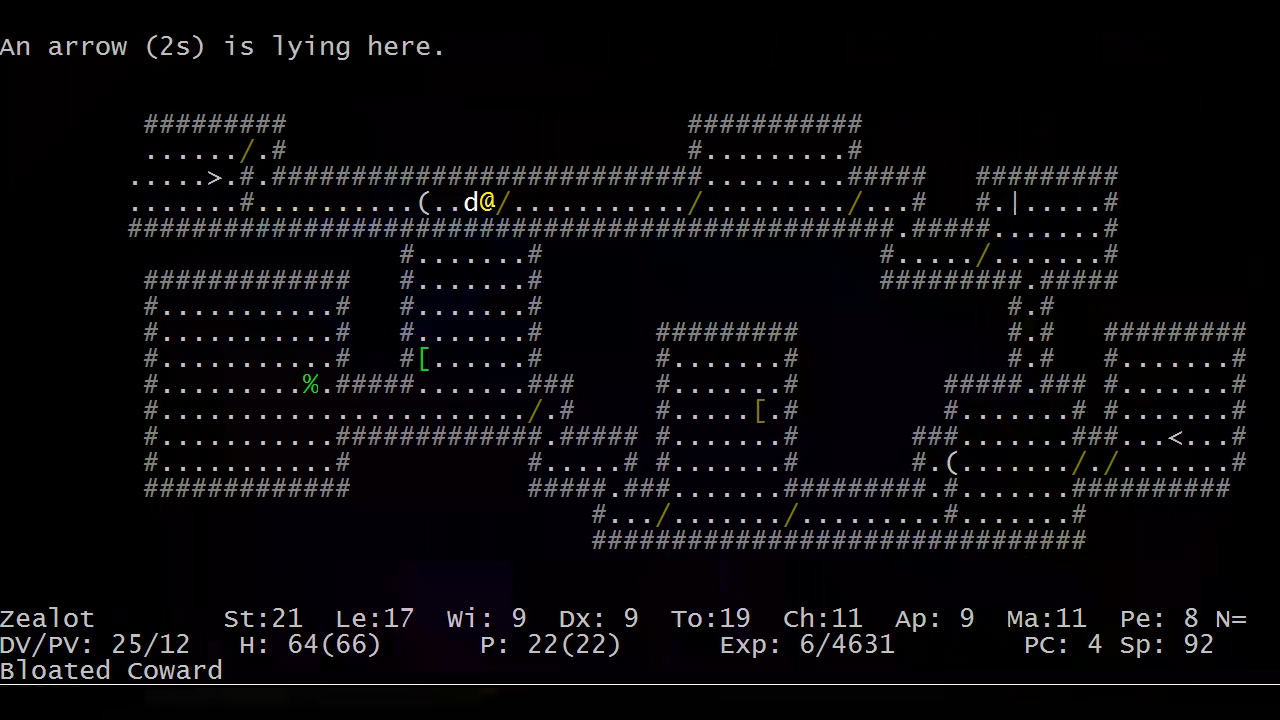 An arrow (2s) is lying here.
Zealot St:21 Le:17 Wi: 9 Dx: 9 To:19 Ch:11 Ap: 9 Ma:11 Pe: 8 N=
DV/PV: 25/12 H: 64(66) P: 22(22) Exp: 6/4631 PC: 4 Sp: 92
Bloated Coward